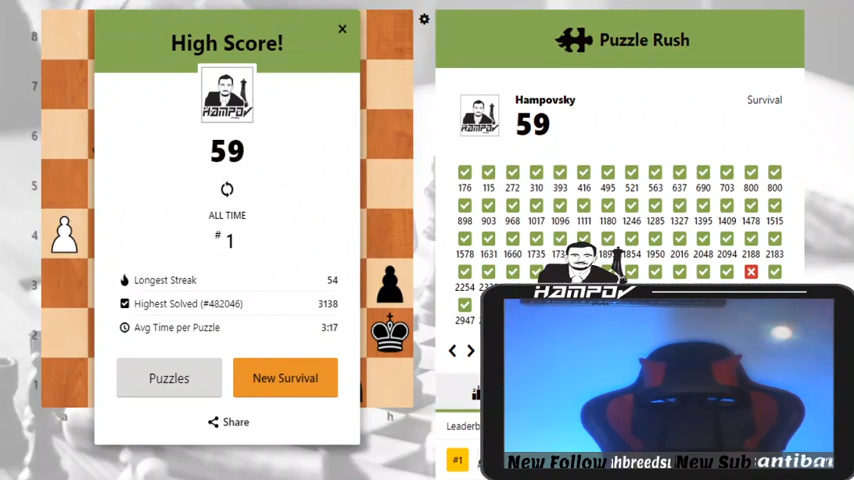 8
7
6
5
4
3
2
1
a
h
High Score!
HAMPOV
59
ALL TIME
# 1
Longest Streak 54
Highest Solved (#482046) 3138
Avg Time per Puzzle 3:17
Puzzles
New Survival
Share
Puzzle Rush
HAMPOV
Hampovsky
Survival
59
176 115 272 310 393 416 495 521 563 637 690 703 800 800
898 903 968 1017 1096 1111 1180 1246 1285 1327 1395 1409 1478 1515
1578 1631 1660 1735 1854 1950 2016 2048 2094 2188 2183
2254
2947
HAMPOV
#1
New Follow
New Sub